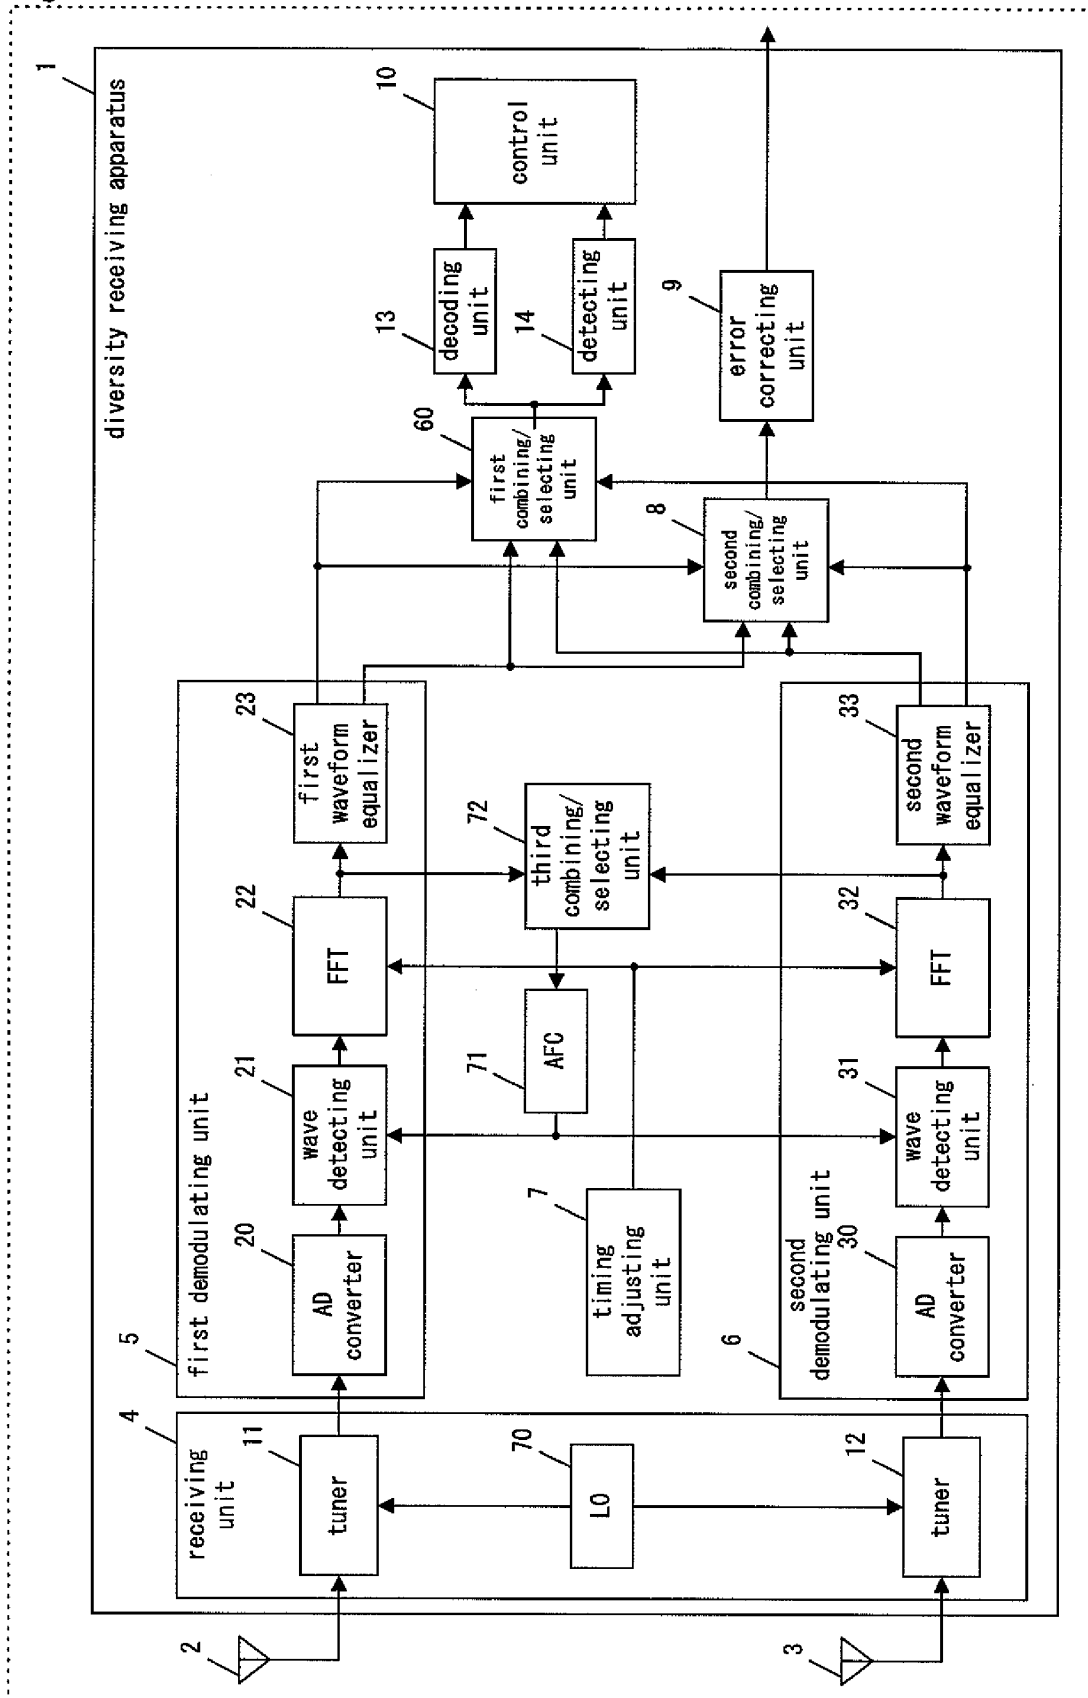 1
diversity receiving apparatus
2
3
4
receiving
unit
11
tuner
70
LO
12
tuner
5
first demodulating unit
20
AD
converter
21
wave
detecting
unit
22
FFT
23
first
waveform
equalizer
7
timing
adjusting
unit
71
AFC
72
third
combining/
selecting
unit
6
second
demodulating unit
30
AD
converter
31
wave
detecting
unit
32
FFT
33
second
waveform
equalizer
60
first
combining/
selecting
unit
8
second
combining/
selecting
unit
13
decoding
unit
14
detecting
unit
10
control
unit
9
error
correcting
unit